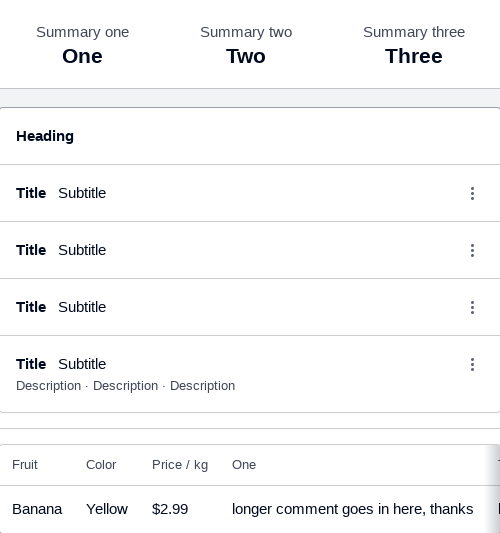 Summary one Summary two Summary three
One Two Three
Heading
Title Subtitle
Title Subtitle
Title Subtitle
Title Subtitle
Description · Description · Description
Fruit Color Price / kg One
Banana Yellow $2.99 longer comment goes in here, thanks